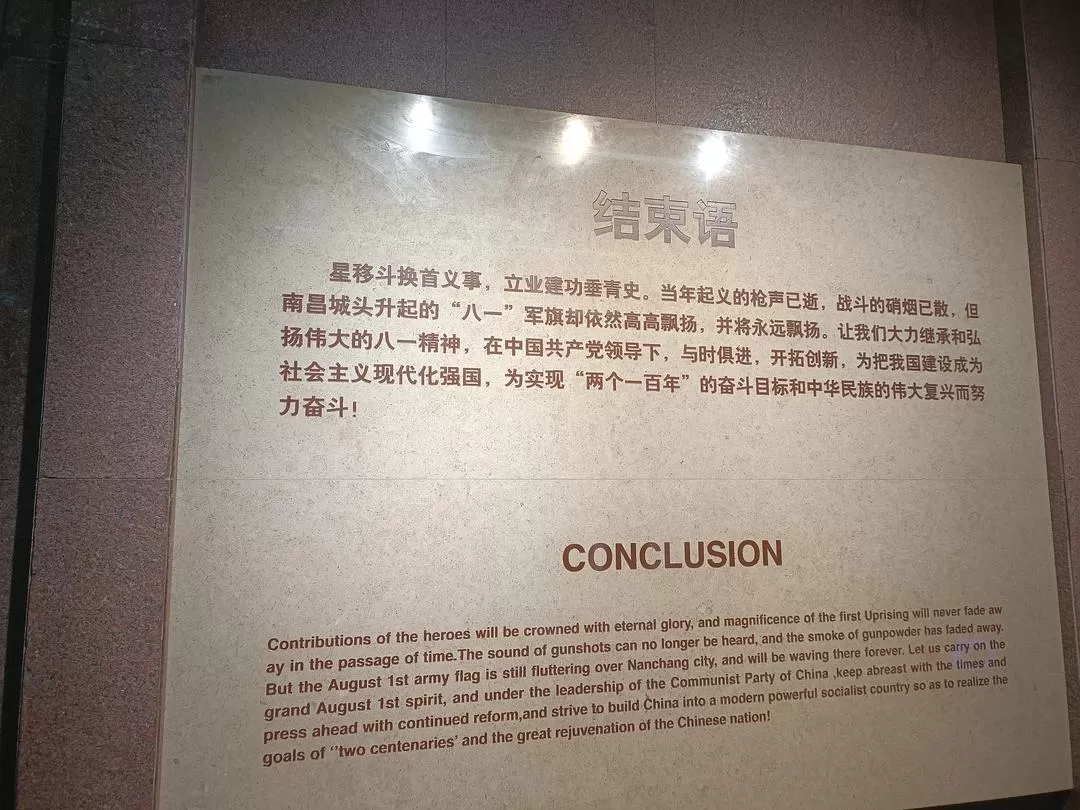 结束语
星移斗换首义事，立业建功垂青史。当年起义的枪声已逝，战斗的硝烟已散，但
南昌城头升起的“八一”军旗却依然高高飘扬，并将永远飘扬。让我们大力继承和弘
扬伟大的八一精神，在中国共产党领导下，与时俱进，开拓创新，为把我国建设成为
社会主义现代化强国，为实现“两个一百年”的奋斗目标和中华民族的伟大复兴而努
力奋斗！
CONCLUSION
Contributions of the heroes will be crowned with eternal glory, and magnificence of the first Uprising will never fade aw
ay in the passage of time.The sound of gunshots can no longer be heard, and the smoke of gunpowder has faded away.
But the August 1st army flag is still fluttering over Nanchang city, and will be waving there forever. Let us carry on the
grand August 1st spirit, and under the leadership of the Communist Party of China ,keep abreast with the times and
press ahead with continued reform,and strive to build China into a modern powerful socialist country so as to realize the
goals of ‘'two centenaries’ and the great rejuvenation of the Chinese nation!